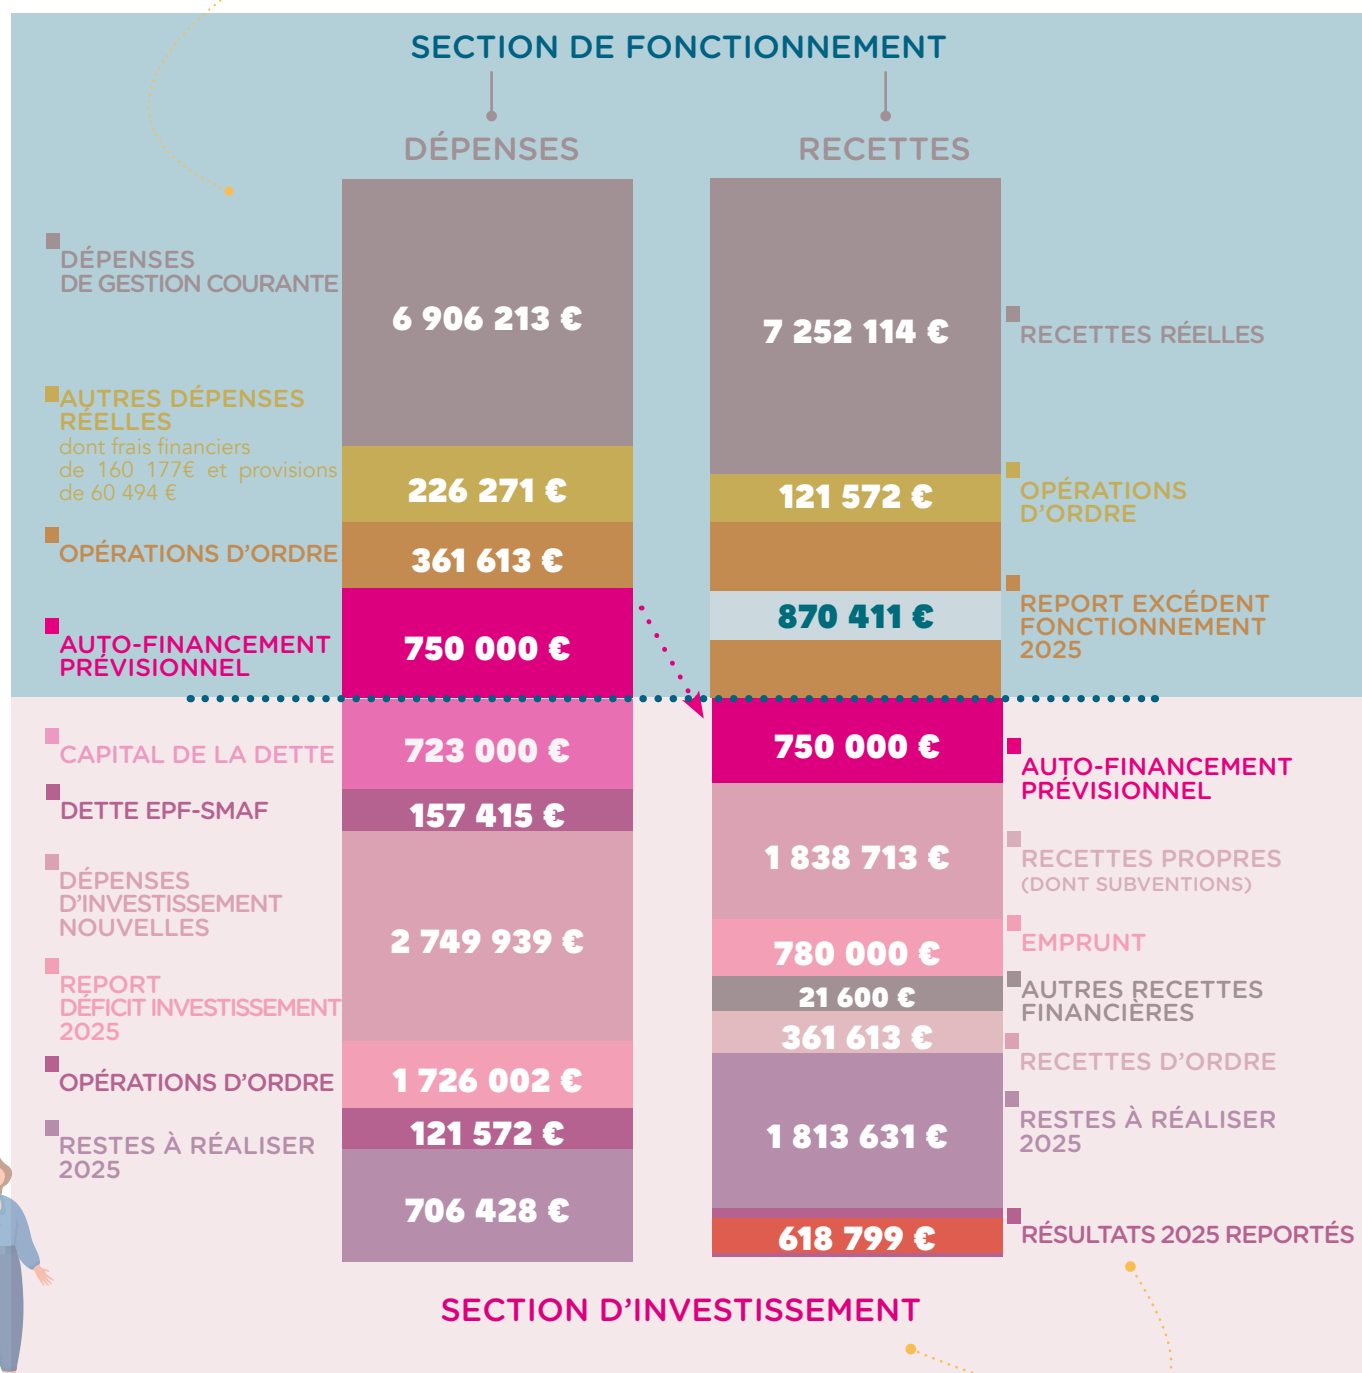 SECTION DE FONCTIONNEMENT
DÉPENSES
RECETTES
DÉPENSES
DE GESTION COURANTE
6 906 213 €
7 252 114 €
RECETTES RÉELLES
AUTRES DÉPENSES
RÉELLES
dont frais financiers
de 160 177€ et provisions
de 60 494 €
226 271 €
121 572 €
OPÉRATIONS
D'ORDRE
OPÉRATIONS D'ORDRE
361 613 €
870 411 €
REPORT EXCÉDENT
FONCTIONNEMENT
2025
AUTO-FINANCEMENT
PRÉVISIONNEL
750 000 €
CAPITAL DE LA DETTE
723 000 €
750 000 €
AUTO-FINANCEMENT
PRÉVISIONNEL
DETTE EPF-SMAF
157 415 €
DÉPENSES
D'INVESTISSEMENT
NOUVELLES
2 749 939 €
1 838 713 €
RECETTES PROPRES
(DONT SUBVENTIONS)
780 000 €
EMPRUNT
REPORT
DÉFICIT INVESTISSEMENT
2025
21 600 €
AUTRES RECETTES
FINANCIÈRES
361 613 €
RECETTES D'ORDRE
OPÉRATIONS D'ORDRE
1 726 002 €
121 572 €
1 813 631 €
RESTES À RÉALISER
2025
RESTES À RÉALISER
2025
706 428 €
618 799 €
RÉSULTATS 2025 REPORTÉS
SECTION D'INVESTISSEMENT